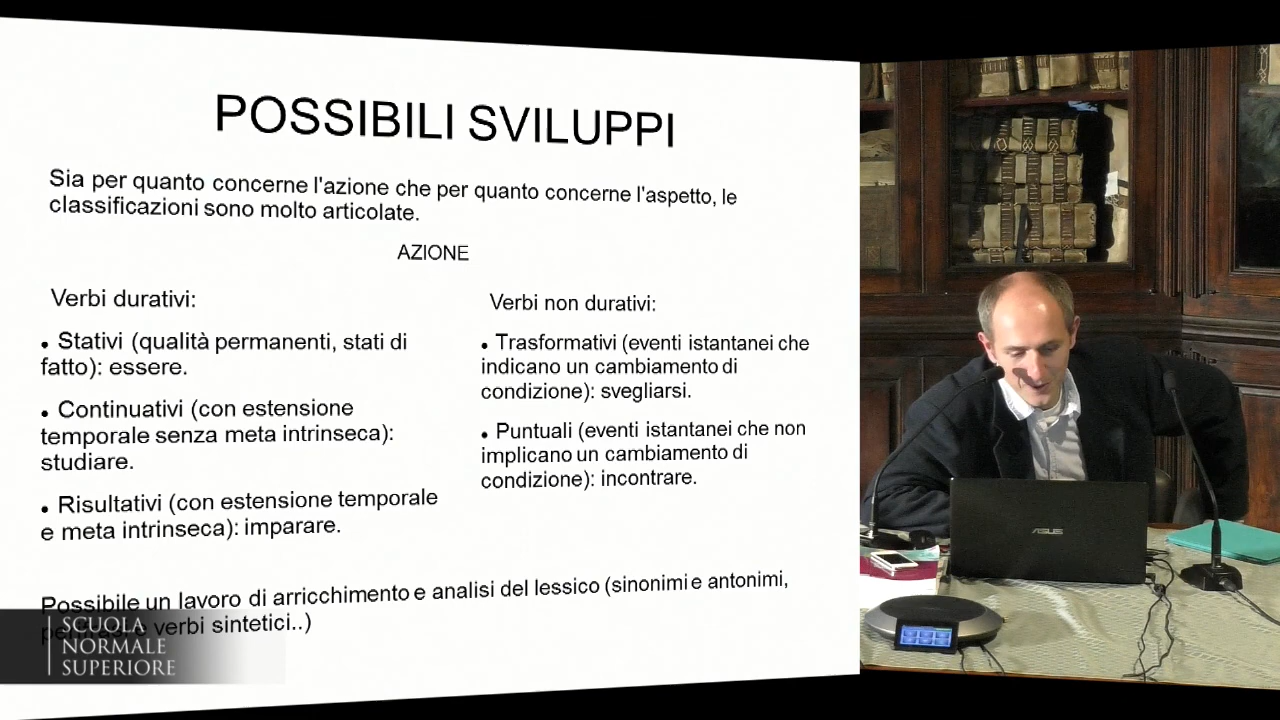 POSSIBILI SVILUPPI
Sia per quanto concerne l'azione che per quanto concerne l'aspetto, le
classificazioni sono molto articolate.
AZIONE
Verbi durativi:
• Stativi (qualità permanenti, stati di
fatto): essere.
• Continuativi (con estensione
temporale senza meta intrinseca):
studiare.
• Risultativi (con estensione temporale
e meta intrinseca): imparare.
Verbi non durativi:
• Trasformativi (eventi istantanei che
indicano un cambiamento di
condizione): svegliarsi.
• Puntuali (eventi istantanei che non
implicano un cambiamento di
condizione): incontrare.
Possibile un lavoro di arricchimento e analisi del lessico (sinonimi e antonimi,
verbi sintetici..)
SCUOLA
NORMALE
SUPERIORE
ASUS